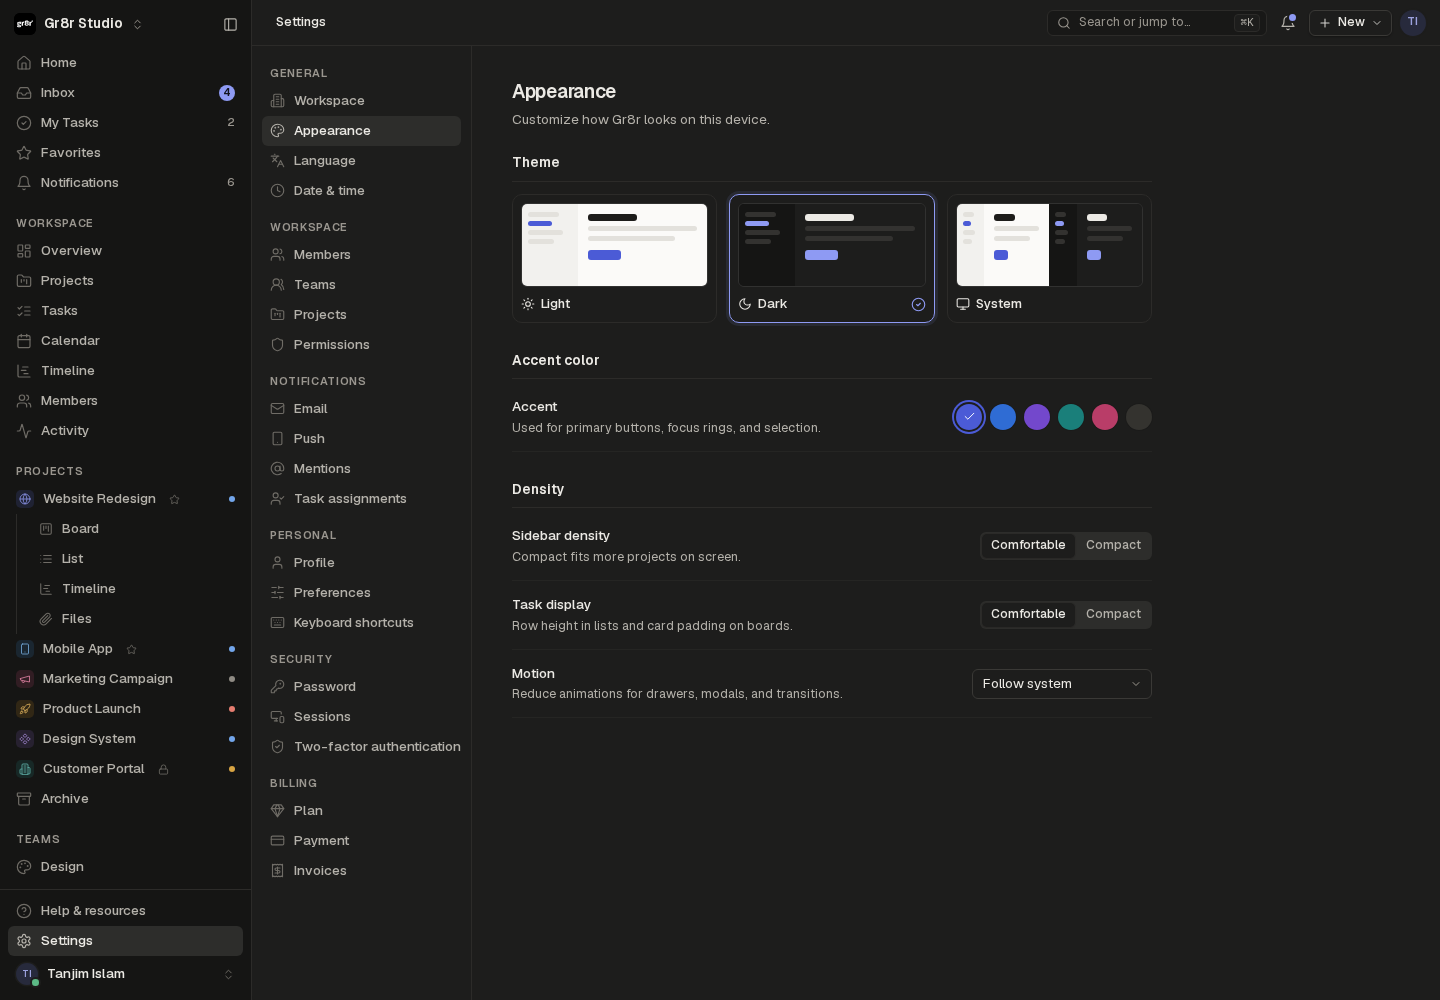 gr8r
Gr8r Studio
Home
Inbox
4
My Tasks
2
Favorites
Notifications
6
WORKSPACE
Overview
Projects
Tasks
Calendar
Timeline
Members
Activity
PROJECTS
Website Redesign
Board
List
Timeline
Files
Mobile App
Marketing Campaign
Product Launch
Design System
Customer Portal
Archive
TEAMS
Design
Help & resources
Settings
TI
Tanjim Islam
Settings
Search or jump to...
⌘K
New
TI
GENERAL
Workspace
Appearance
Language
Date & time
WORKSPACE
Members
Teams
Projects
Permissions
NOTIFICATIONS
Email
Push
Mentions
Task assignments
PERSONAL
Profile
Preferences
Keyboard shortcuts
SECURITY
Password
Sessions
Two-factor authentication
BILLING
Plan
Payment
Invoices
Appearance
Customize how Gr8r looks on this device.
Theme
Light
Dark
System
Accent color
Accent
Used for primary buttons, focus rings, and selection.
Density
Sidebar density
Compact fits more projects on screen.
Comfortable
Compact
Task display
Row height in lists and card padding on boards.
Comfortable
Compact
Motion
Reduce animations for drawers, modals, and transitions.
Follow system